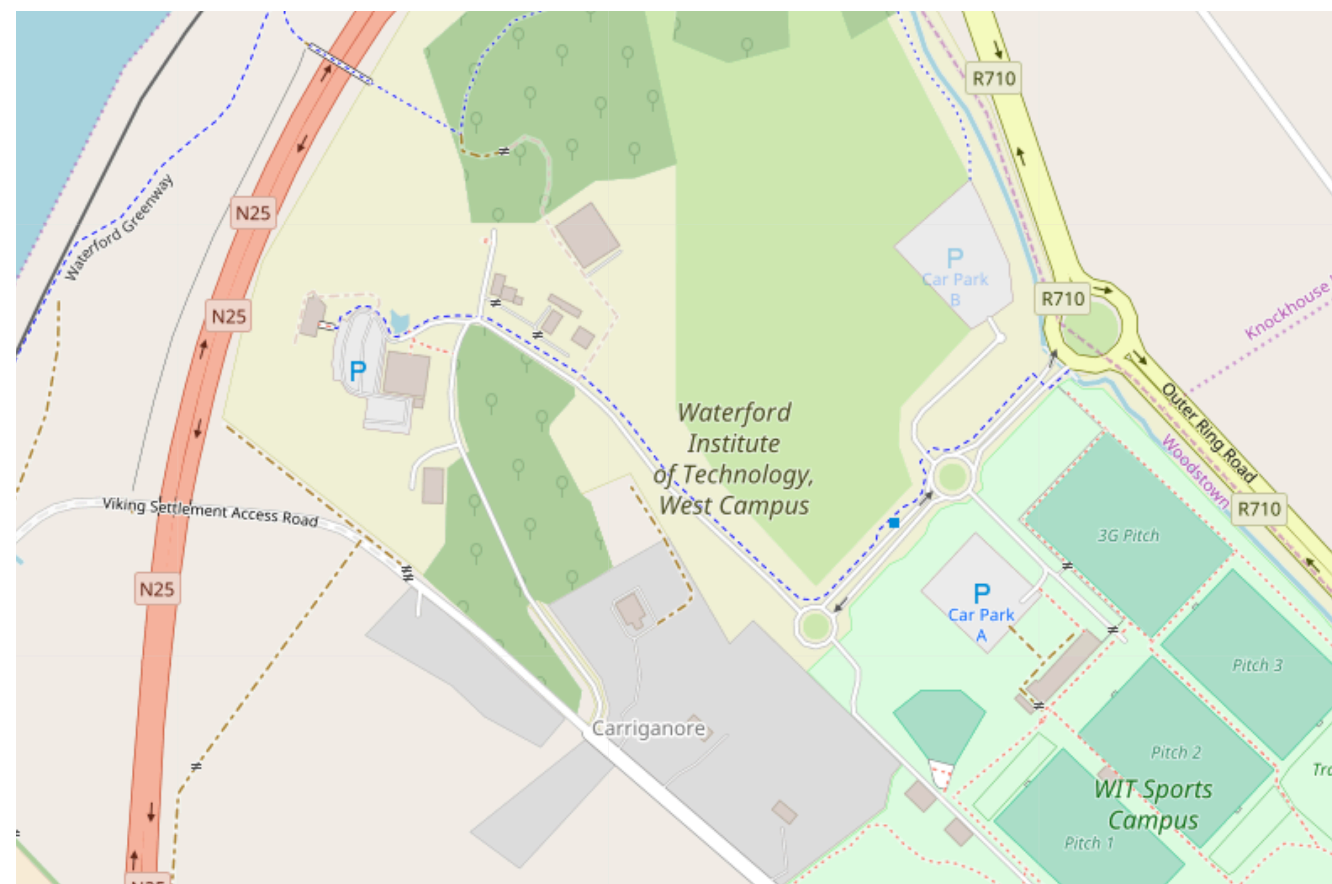 R710
Waterford Greenway
N25
P
Car Park
B
R710
Knockhouse
N25
P
Outer Ring Road
Waterford
Institute
of Technology,
West Campus
Woodstown
Viking Settlement Access Road
R710
3G Pitch
N25
P
Car Park
A
Pitch 3
Carriganore
Pitch 2
WIT Sports
Campus
Pitch 1
N25